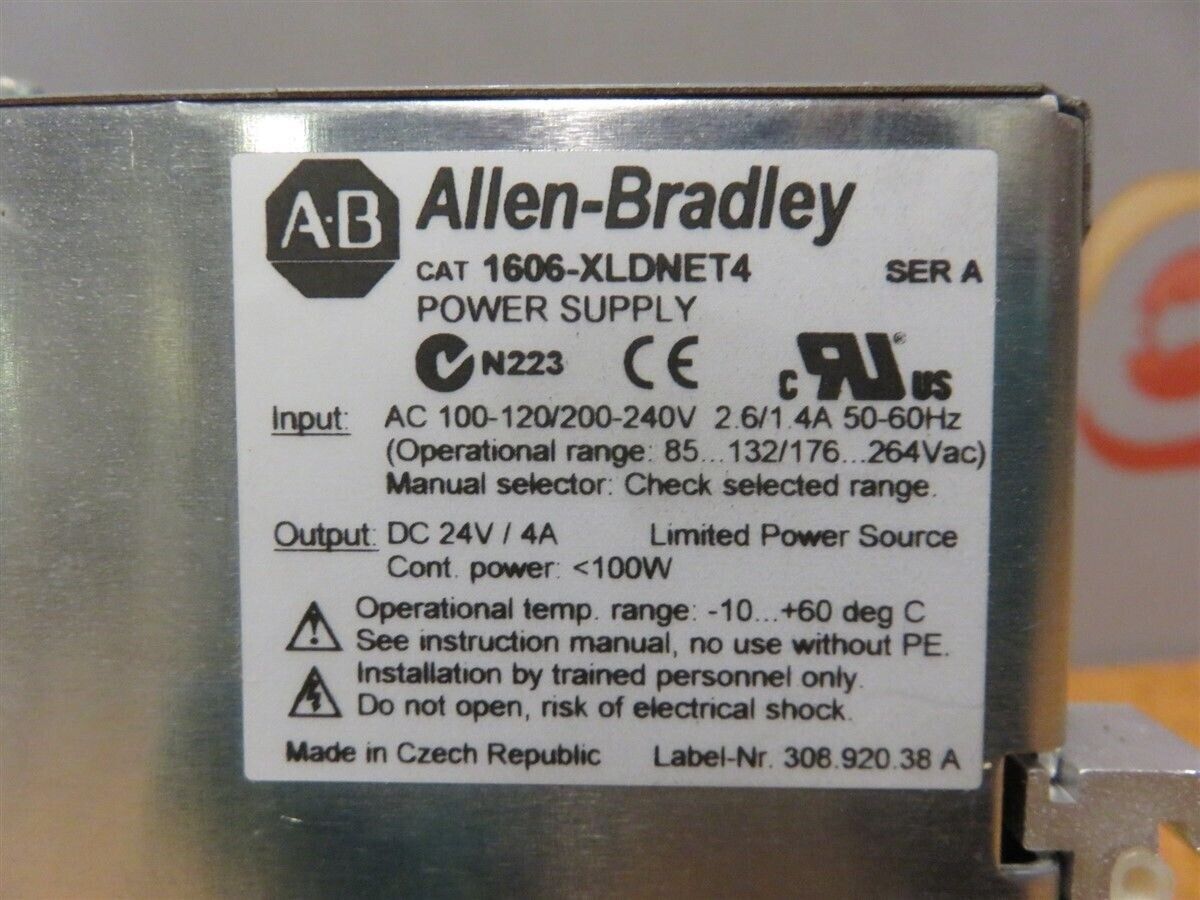 A·B Allen-Bradley
CAT 1606-XLDNET4 SER A
POWER SUPPLY
N223 CE c RU ® US
Input: AC 100-120/200-240V 2.6/1.4A 50-60Hz
(Operational range: 85...132/176...264Vac)
Manual selector: Check selected range.
Output: DC 24V / 4A Limited Power Source
Cont. power: <100W
Operational temp. range: -10...+60 deg C
See instruction manual, no use without PE.
Installation by trained personnel only.
Do not open, risk of electrical shock.
Made in Czech Republic Label-Nr. 308.920.38 A